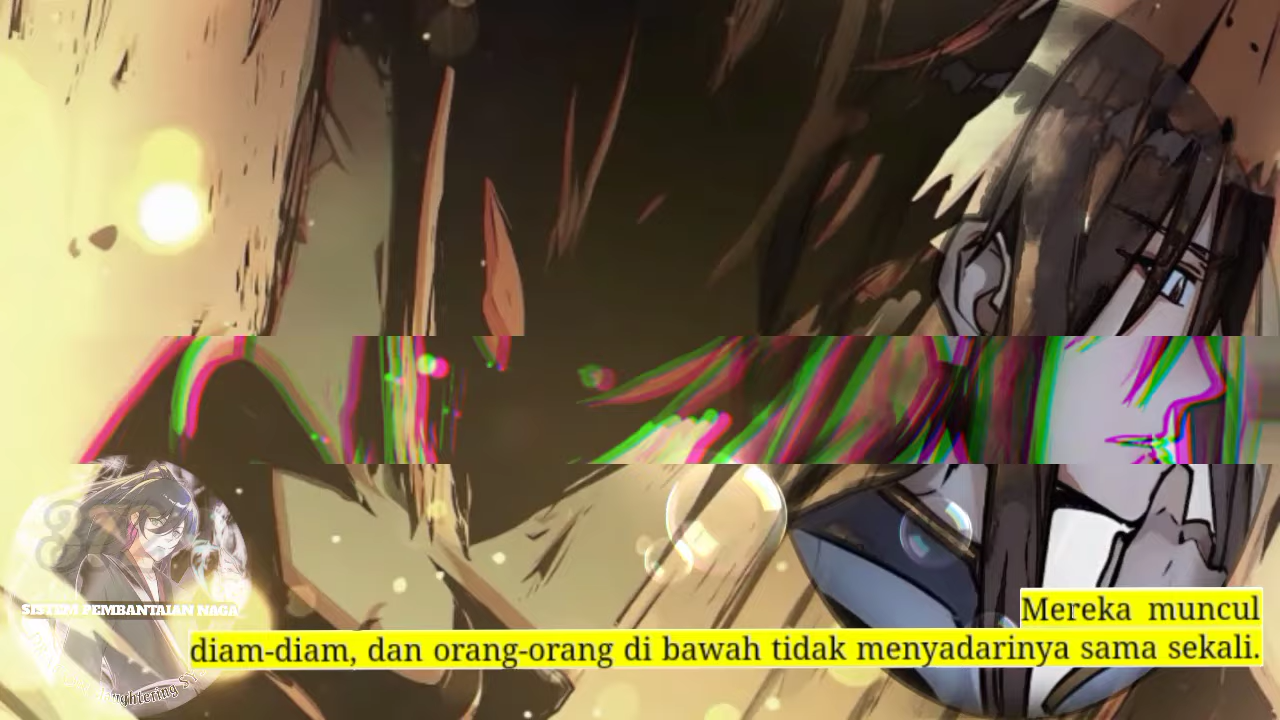 SISTEM PEMBANTAIAN NAGA
Mereka muncul
diam-diam, dan orang-orang di bawah tidak menyadarinya sama sekali.